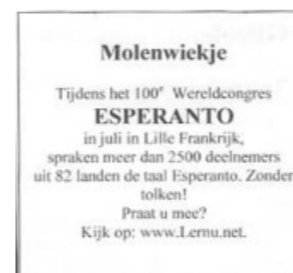 Molenwiekje
Tijdens het 100e Wereldcongres
ESPERANTO
in juli in Lille Frankrijk,
spraken meer dan 2500 deelnemers
uit 82 landen de taal Esperanto. Zonder
tolken!
Praat u mee?
Kijk op: www.Lernu.net.